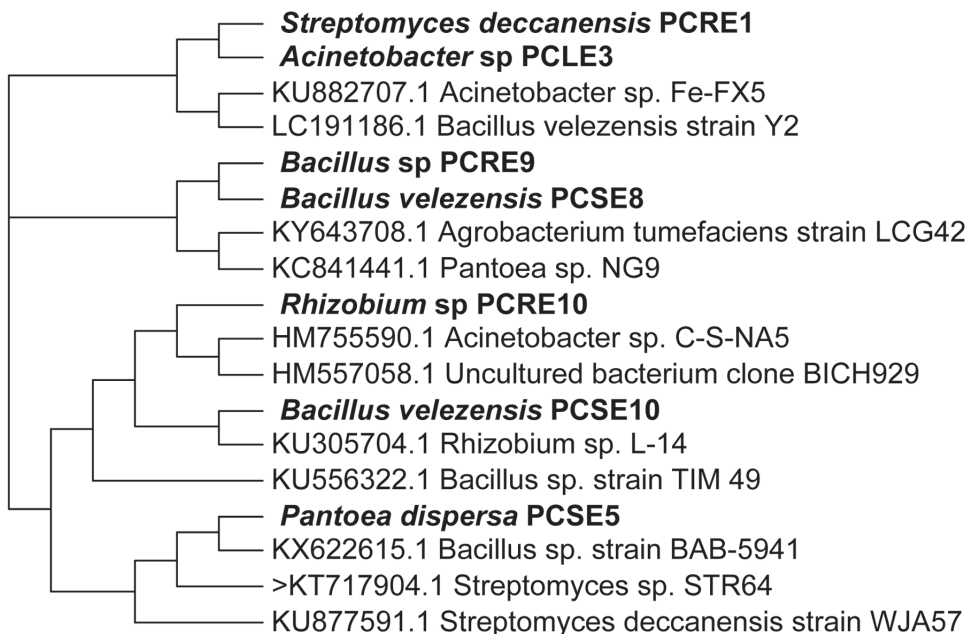 Streptomyces deccanensis PCRE1
Acinetobacter sp PCLE3
KU882707.1 Acinetobacter sp. Fe-FX5
LC191186.1 Bacillus velezensis strain Y2
Bacillus sp PCRE9
Bacillus velezensis PCSE8
KY643708.1 Agrobacterium tumefaciens strain LCG42
KC841441.1 Pantoea sp. NG9
Rhizobium sp PCRE10
HM755590.1 Acinetobacter sp. C-S-NA5
HM557058.1 Uncultured bacterium clone BICH929
Bacillus velezensis PCSE10
KU305704.1 Rhizobium sp. L-14
KU556322.1 Bacillus sp. strain TIM 49
Pantoea dispersa PCSE5
KX622615.1 Bacillus sp. strain BAB-5941
>KT717904.1 Streptomyces sp. STR64
KU877591.1 Streptomyces deccanensis strain WJA57